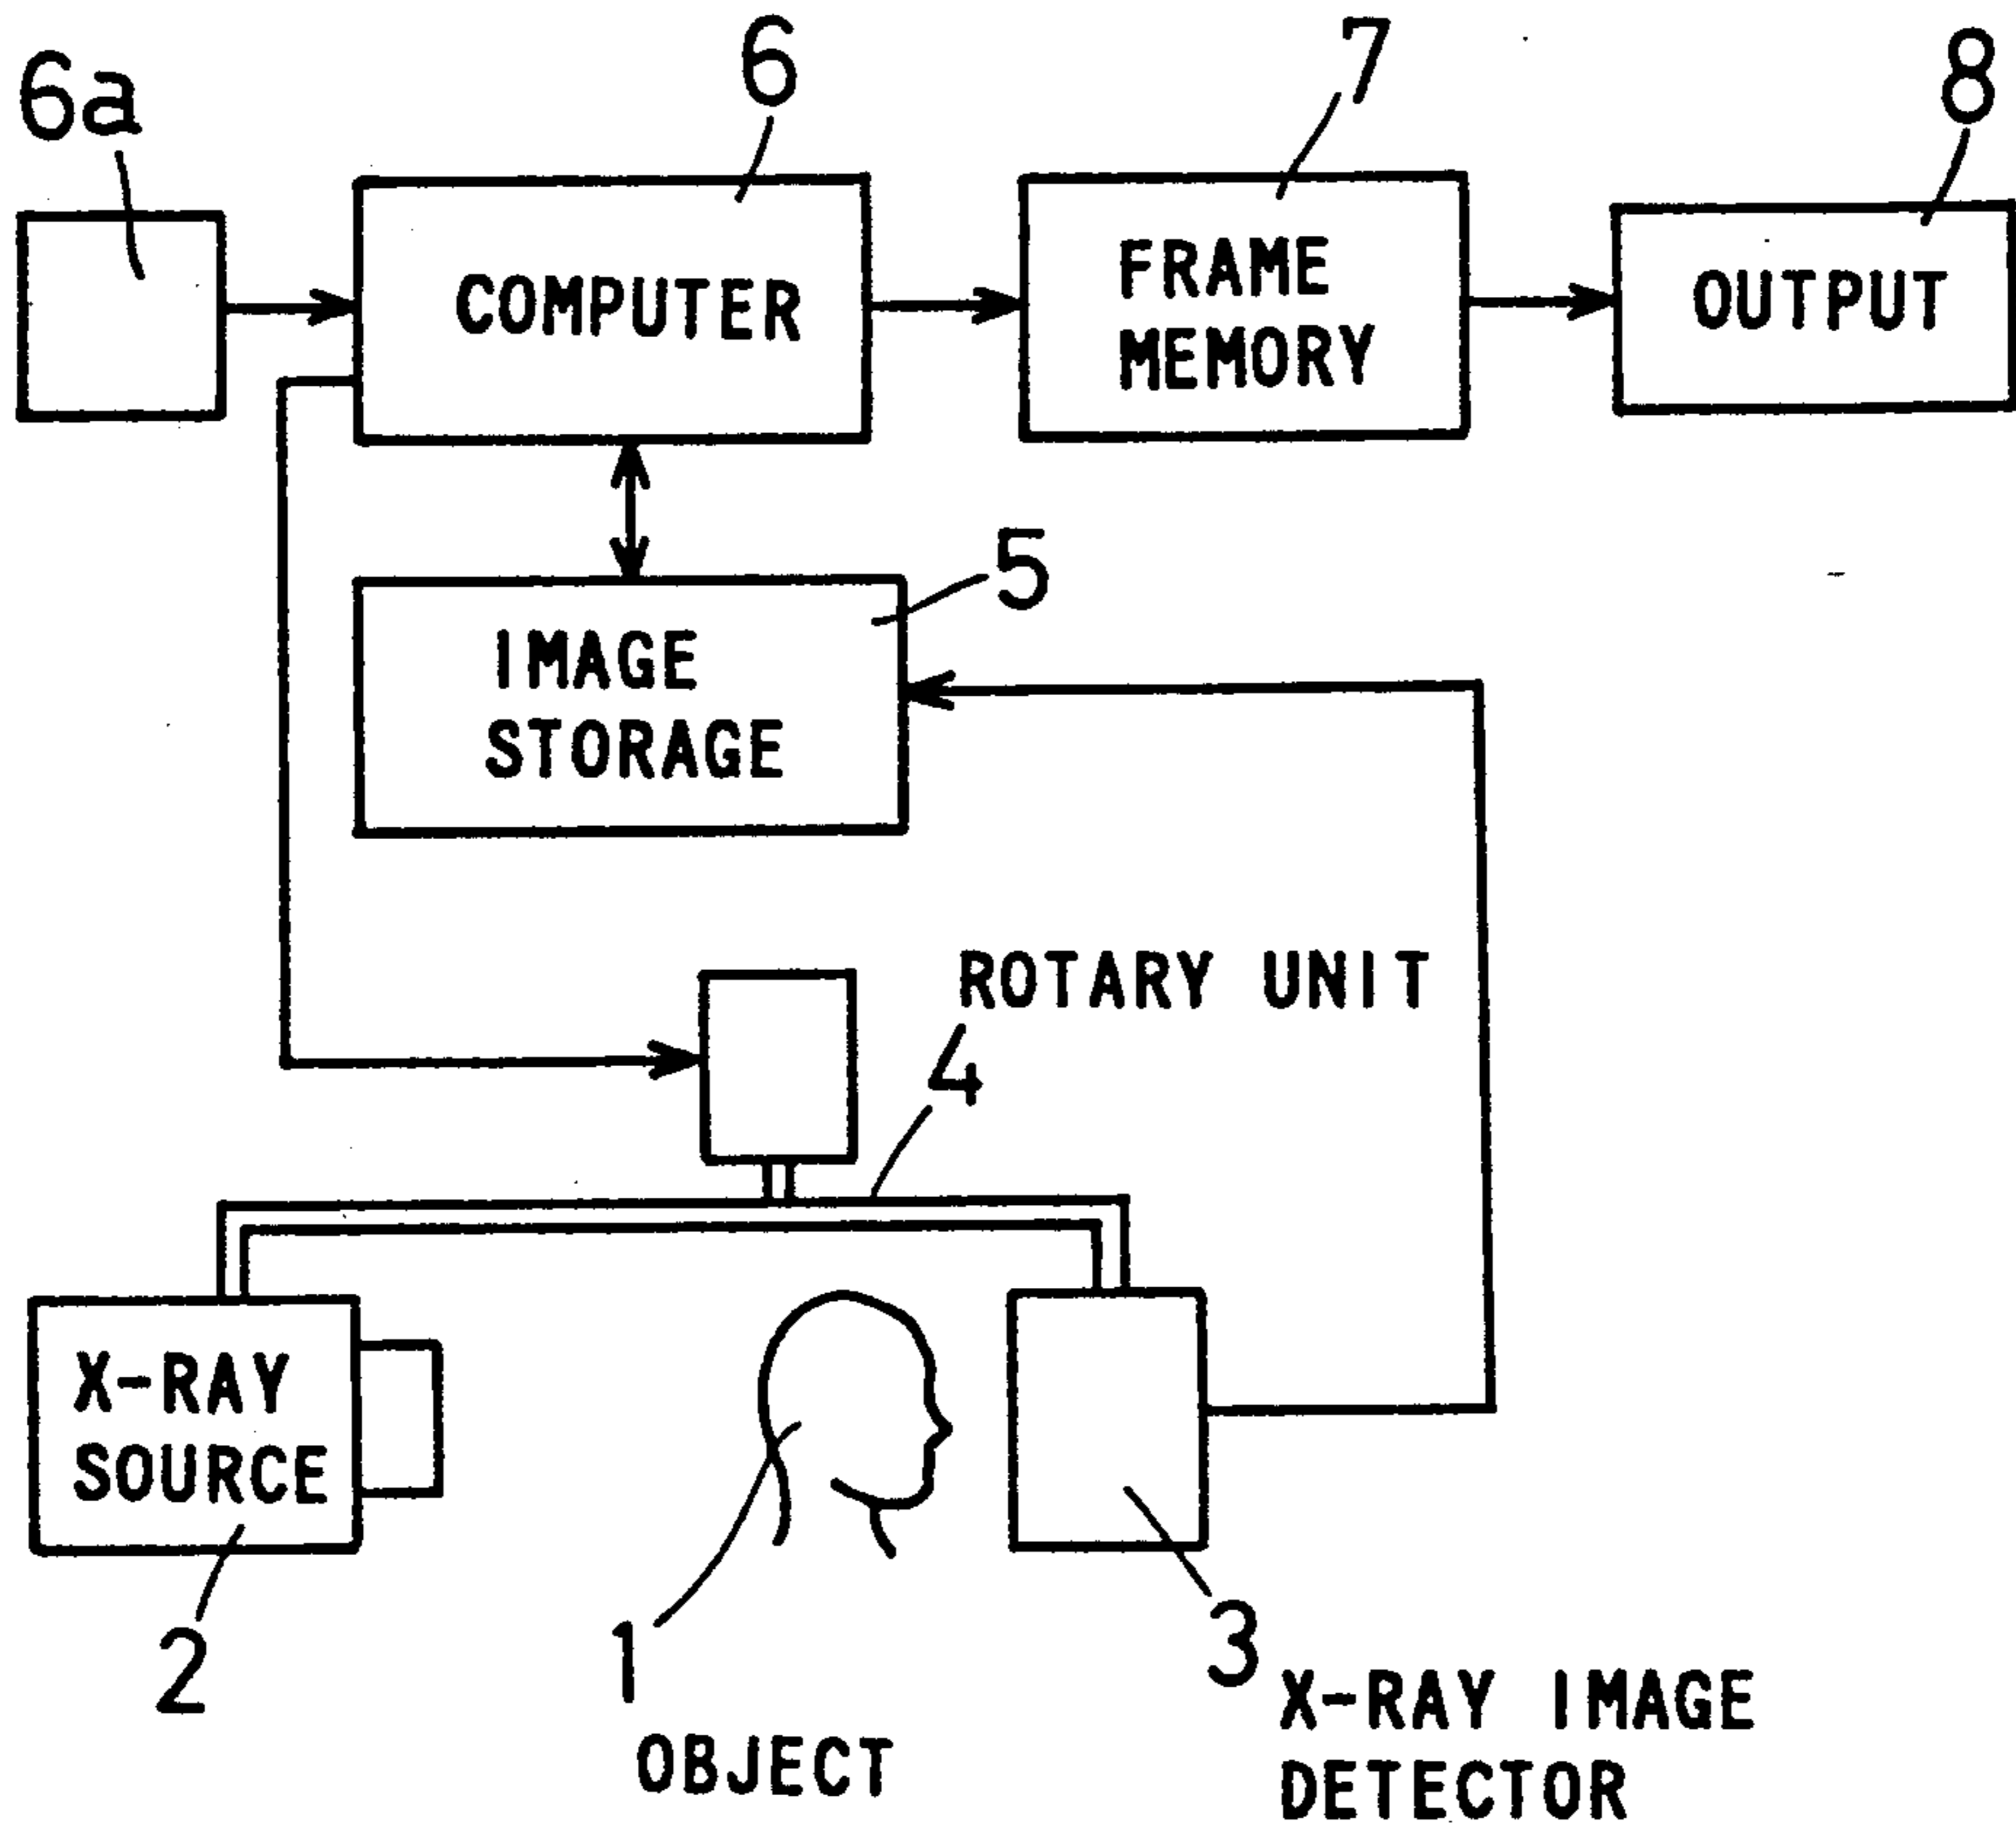 6a
6
7
8
COMPUTER
FRAME
MEMORY
OUTPUT
5
IMAGE
STORAGE
ROTARY UNIT
4
X-RAY
SOURCE
2
1
OBJECT
3
X-RAY IMAGE
DETECTOR